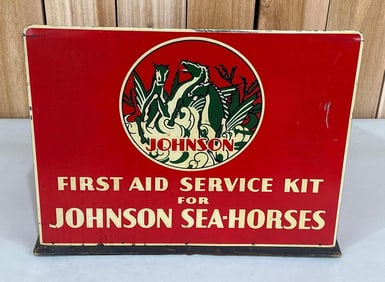 JOHNSON
FIRST AID SERVICE KIT
FOR
JOHNSON SEA-HORSES